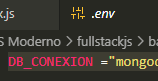 .js .env
S Moderno > fullstackjs > ba
DB_CONEXION ="mongod